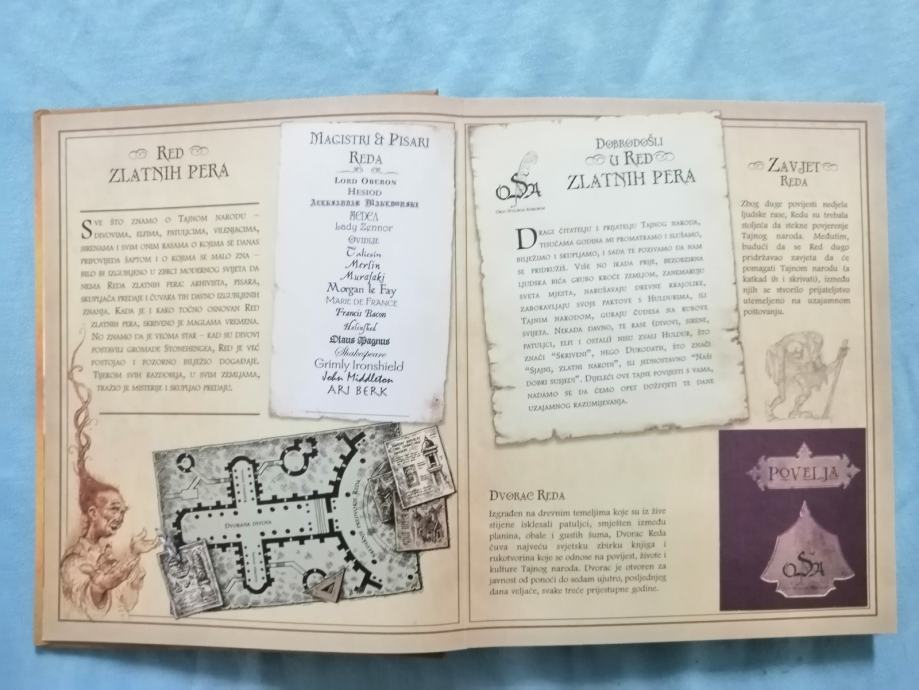 Red
ZLATNIH PERA
Sve što znamo o Tajnom narodu –
divovima, elfima, patuljcima, vilenjacima,
sirenama i svim onim rasama o kojima se danas
pripovijeda šaptom i o kojima se malo zna –
bilo bi izgubljeno u zbrci modernog svijeta da
nema Reda zlatnih pera: arhivista, pisara,
skupljača predaje i čuvara tih davno izgubljenih
znanja. Kada je i kako točno osnovan Red
zlatnih pera, skriveno je maglama vremena.
No znamo da je veoma star – kad su divovi
postavili gromade Stonehengea, Red je već
postojao i pozorno bilježio događaje.
Tijekom svih razdoblja, u svim zemljama,
tražio je misterije i skupljao predaju.
Magistri & Pisari
Reda
Lord Oberon
Hesiod
Aleksandar Makedonski
Medea
Lady Zennor
Ovidije
Taliesin
Merlin
Murasaki
Morgan le Fay
Marie de France
Francis Bacon
Holinshed
Olaus Magnus
Shakespeare
Grimly Ironshield
John Middleton
ARI BERK
Dvorana divova
Dobrodošli
u Red
ZLATNIH PERA
Dragi čitatelju i prijatelju Tajnog naroda,
tisućama godina mi promatramo i slušamo,
bilježimo i skupljamo, i sada te pozivamo da nam
se pridružiš. Više no ikada prije, bezobzirna
ljudska bića grubo kroče zemljom, zanemaruju
sveta mjesta, narušavaju drevne krajolike,
zaboravljaju svoje paktove s Huldurima, ili
Tajnim narodom, guraju čudesa na rubove
svijeta. Nekada davno, te rase (divovi, sirene,
patuljci, elfi i ostali) nisu zvali Huldur, što
znači "Skriveni", nego Durodath, što znači
"Sjajni, zlatni narodi", ili jednostavno "Naši
dobri susjedi". Dijeleći ove tajne povijesti s vama,
nadamo se da ćemo opet doživjeti te dane
uzajamnog razumijevanja.
Zavjet
Reda
Zbog duge povijesti nedjela
ljudske rase, Redu su trebala
stoljeća da stekne povjerenje
Tajnog naroda. Međutim,
budući da se Red dugo
pridržavao zavjeta da će
pomagati Tajnom narodu (a
katkad ih i skrivati), između
njih se stvorilo prijateljstvo
utemeljeno na uzajamnom
poštovanju.
Dvorac Reda
Izgrađen na drevnim temeljima koje su iz žive
stijene isklesali patuljci, smješten između
planina, obale i gustih šuma, Dvorac Reda
čuva najveću svjetsku zbirku knjiga i
rukotvorina koje se odnose na povijest, živote i
kulture Tajnog naroda. Dvorac je otvoren za
javnost od ponoći do sedam ujutro, posljednjeg
dana veljače, svake treće prijestupne godine.
POVELJA